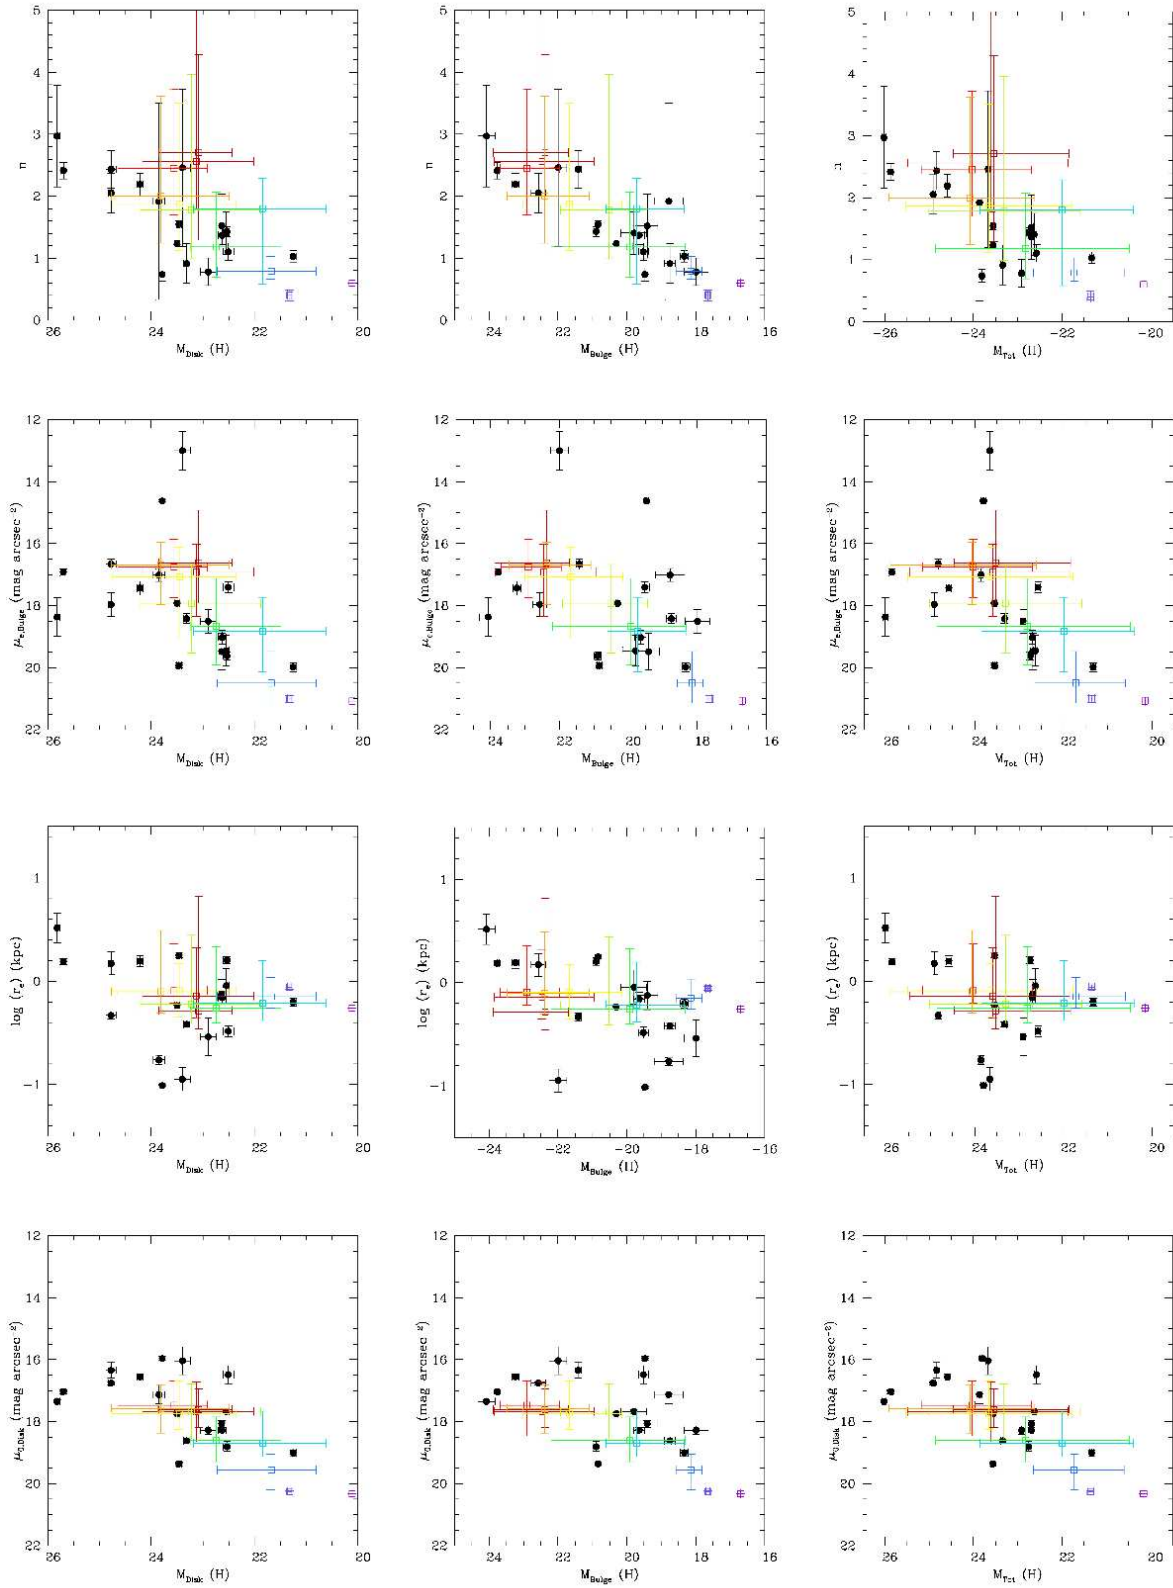 5 5 5
4 4 4
3 3 3
n n n
2 2 2
1 1 1
0 0 0
26 24 22 20 24 22 20 18 16 −26 −24 −22 −20
M_Disk (H) M_Bulge (H) M_Tot (H)
12 12 12
14 14 14
16 16 16
18 18 18
20 20 20
22 22 22
μ_e,Bulge (mag arcsec⁻²) μ_e,Bulge (mag arcsec⁻²) μ_e,Bulge (mag arcsec⁻²)
26 24 22 20 24 22 20 18 16 26 24 22 20
M_Disk (H) M_Bulge (H) M_Tot (H)
1 1 1
0 0 0
−1 −1 −1
log (r_e) (kpc) log (r_e) (kpc) log (r_e) (kpc)
26 24 22 20 −24 −22 −20 −18 −16 26 24 22 20
M_Disk (H) M_Bulge (H) M_Tot (H)
12 12 12
14 14 14
16 16 16
18 18 18
20 20 20
22 22 22
μ_0,Disk (mag arcsec⁻²) μ_0,Disk (mag arcsec⁻²) μ_0,Disk (mag arcsec⁻²)
26 24 22 20 24 22 20 18 16 26 24 22 20
M_Disk (H) M_Bulge (H) M_Tot (H)